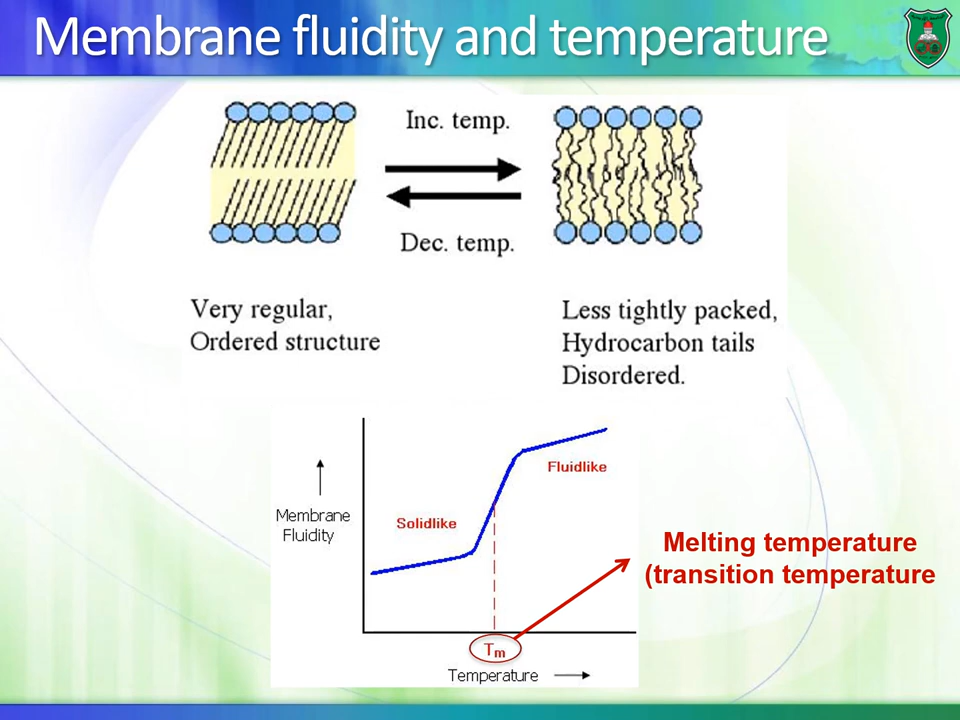 Membrane fluidity and temperature
Inc. temp.
Dec. temp.
Very regular,
Ordered structure
Less tightly packed,
Hydrocarbon tails
Disordered.
Fluidlike
Solidlike
Membrane
Fluidity
Melting temperature
(transition temperature
Tm
Temperature